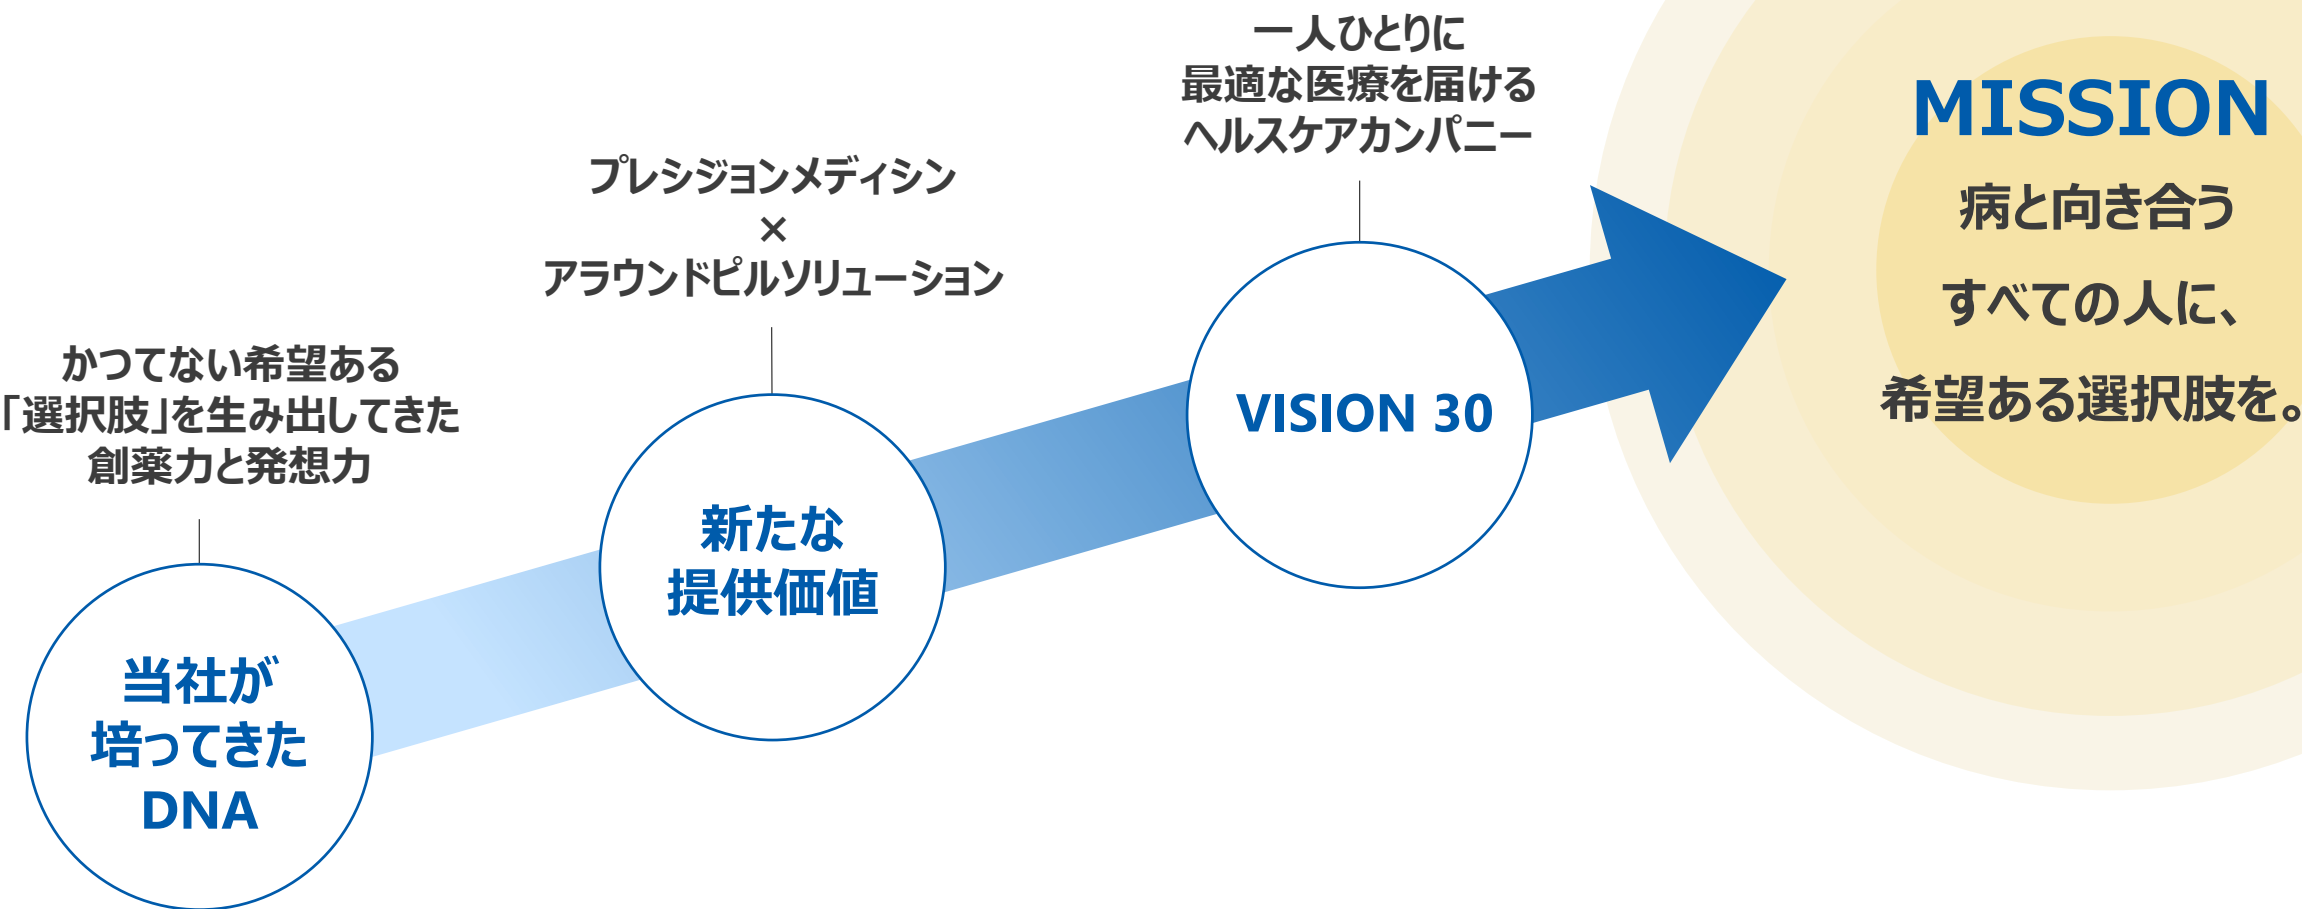 かつてない希望ある
「選択肢」を生み出してきた
創薬力と発想力
当社が
培ってきた
DNA
プレシジョンメディシン
×
アラウンドピルソリューション
新たな
提供価値
一人ひとりに
最適な医療を届ける
ヘルスケアカンパニー
VISION 30
MISSION
病と向き合う
すべての人に、
希望ある選択肢を。